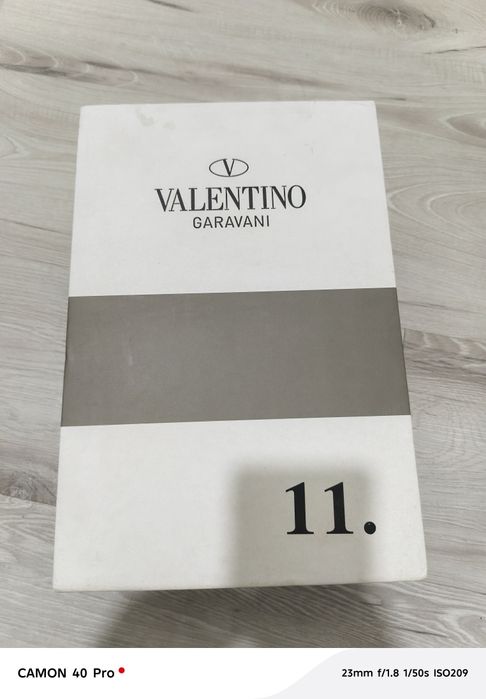 V
VALENTINO
GARAVANI
11.
CAMON 40 Pro
23mm f/1.8 1/50s ISO209